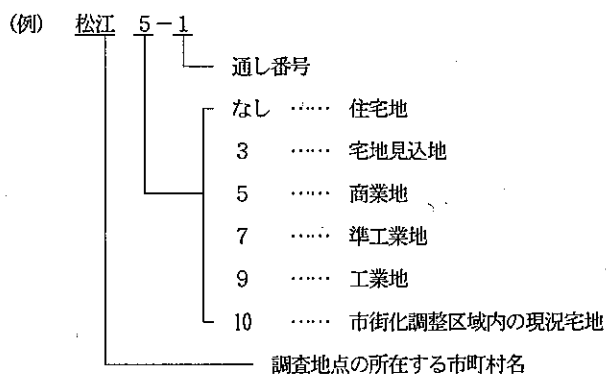 (例) 松江 5-1
通し番号
なし …… 住宅地
3 …… 宅地見込地
5 …… 商業地
7 …… 準工業地
9 …… 工業地
10 …… 市街化調整区域内の現況宅地
調査地点の所在する市町村名